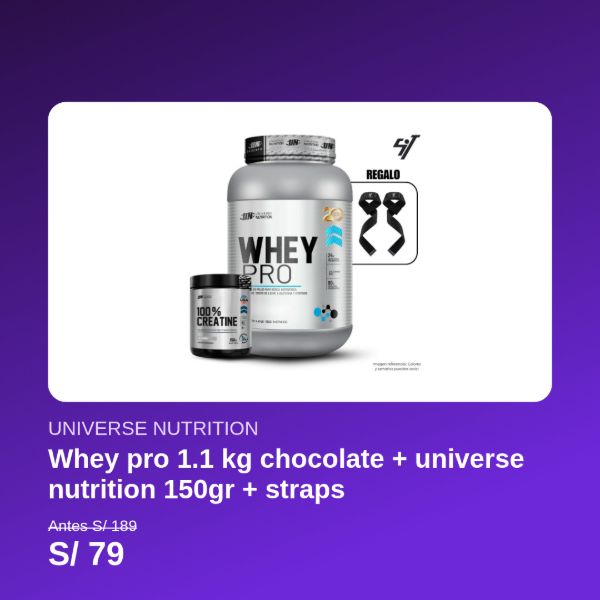 REGALO
UN
WHEY
PRO
100%
CREATINE
UNIVERSE NUTRITION
Whey pro 1.1 kg chocolate + universe
nutrition 150gr + straps
Antes S/ 189
S/ 79